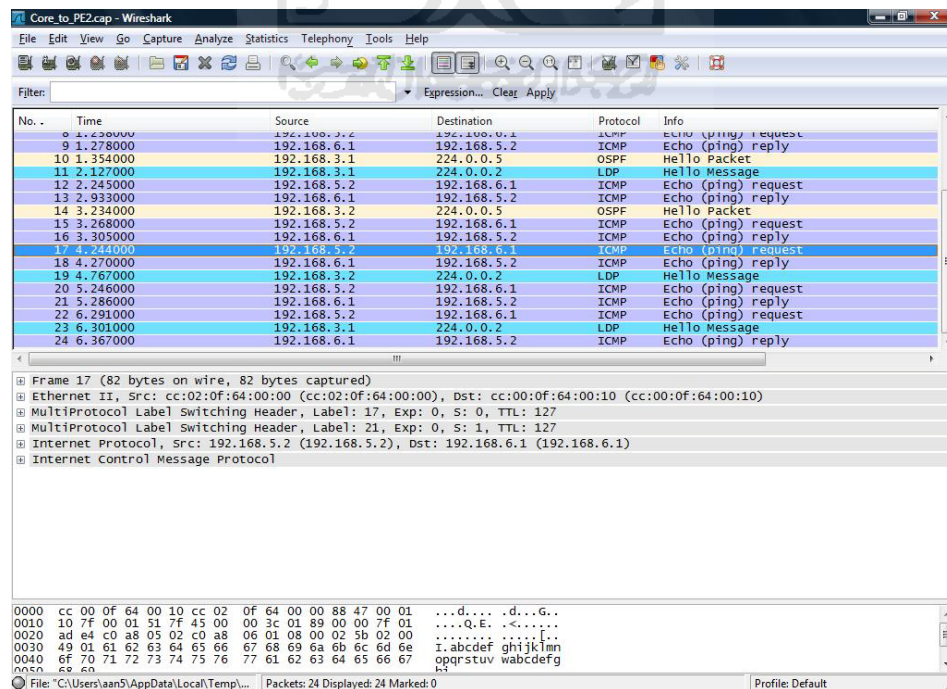 Core_to_PE2.cap - Wireshark
File Edit View Go Capture Analyze Statistics Telephony Tools Help
Filter: Expression... Clear Apply
No. . Time Source Destination Protocol Info
8 1.238000 192.168.5.2 192.168.6.1 ICMP Echo (ping) request
9 1.278000 192.168.6.1 192.168.5.2 ICMP Echo (ping) reply
10 1.354000 192.168.3.1 224.0.0.5 OSPF Hello Packet
11 2.127000 192.168.3.1 224.0.0.2 LDP Hello Message
12 2.245000 192.168.5.2 192.168.6.1 ICMP Echo (ping) request
13 2.933000 192.168.6.1 192.168.5.2 ICMP Echo (ping) reply
14 3.234000 192.168.3.2 224.0.0.5 OSPF Hello Packet
15 3.268000 192.168.5.2 192.168.6.1 ICMP Echo (ping) request
16 3.305000 192.168.6.1 192.168.5.2 ICMP Echo (ping) reply
17 4.244000 192.168.5.2 192.168.6.1 ICMP Echo (ping) request
18 4.270000 192.168.6.1 192.168.5.2 ICMP Echo (ping) reply
19 4.767000 192.168.3.2 224.0.0.2 LDP Hello Message
20 5.246000 192.168.5.2 192.168.6.1 ICMP Echo (ping) request
21 5.286000 192.168.6.1 192.168.5.2 ICMP Echo (ping) reply
22 6.291000 192.168.5.2 192.168.6.1 ICMP Echo (ping) request
23 6.301000 192.168.3.1 224.0.0.2 LDP Hello Message
24 6.367000 192.168.6.1 192.168.5.2 ICMP Echo (ping) reply
Frame 17 (82 bytes on wire, 82 bytes captured)
Ethernet II, Src: cc:02:0f:64:00:00 (cc:02:0f:64:00:00), Dst: cc:00:0f:64:00:10 (cc:00:0f:64:00:10)
MultiProtocol Label Switching Header, Label: 17, Exp: 0, S: 0, TTL: 127
MultiProtocol Label Switching Header, Label: 21, Exp: 0, S: 1, TTL: 127
Internet Protocol, Src: 192.168.5.2 (192.168.5.2), Dst: 192.168.6.1 (192.168.6.1)
Internet Control Message Protocol
0000 cc 00 0f 64 00 10 cc 02 0f 64 00 00 88 47 00 01 ...d.... .d...G..
0010 10 7f 00 01 51 7f 45 00 00 3c 01 89 00 00 7f 01 ....Q.E. .<......
0020 ad e4 c0 a8 05 02 c0 a8 06 01 08 00 02 5b 02 00 ........ .....[..
0030 49 01 61 62 63 64 65 66 67 68 69 6a 6b 6c 6d 6e I.abcdef ghijklmn
0040 6f 70 71 72 73 74 75 76 77 61 62 63 64 65 66 67 opqrstuv wabcdefg
0050 68 69 hi
File: "C:\Users\aan5\AppData\Local\Temp\... Packets: 24 Displayed: 24 Marked: 0 Profile: Default